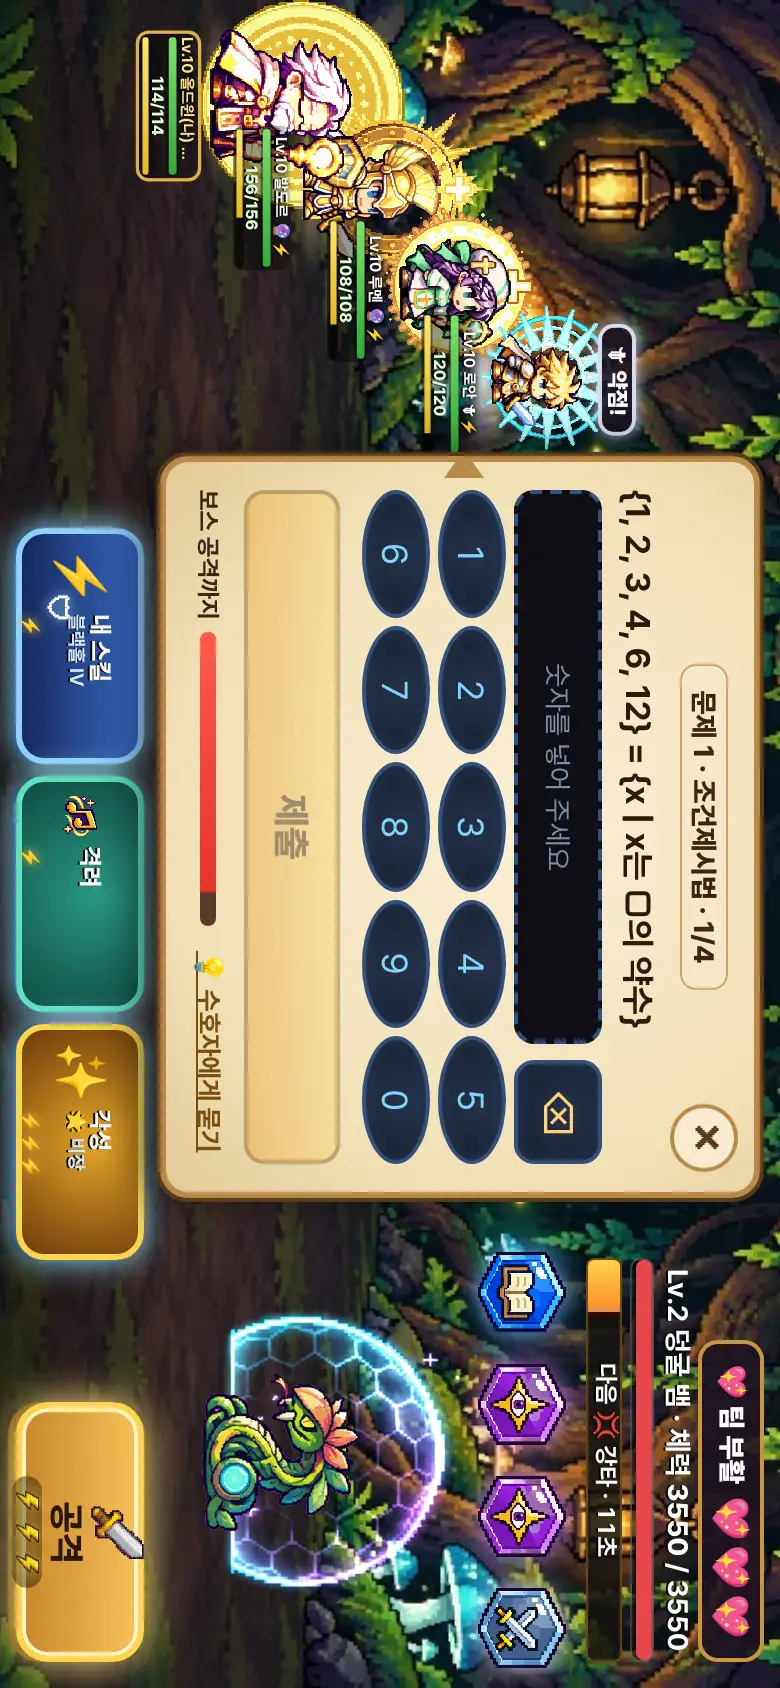 Lv.10 올드윈(나)...
114/114
Lv.10 발도르
156/156
Lv.10 루멘
108/108
Lv.10 로안
120/120
약점!
문제 1 · 조건제시법 · 1/4
{1, 2, 3, 4, 6, 12} = {x | x는 □의 약수}
숫자를 넣어 주세요
1 2 3 4 5
6 7 8 9 0
제출
보스 공격까지
수호자에게 묻기
팀 부활
Lv.2 덩굴 뱀 · 체력 3550 / 3550
다음 💢 강타 · 11초
내 스킬
블랙홀 IV
격려
각성
비장
공격